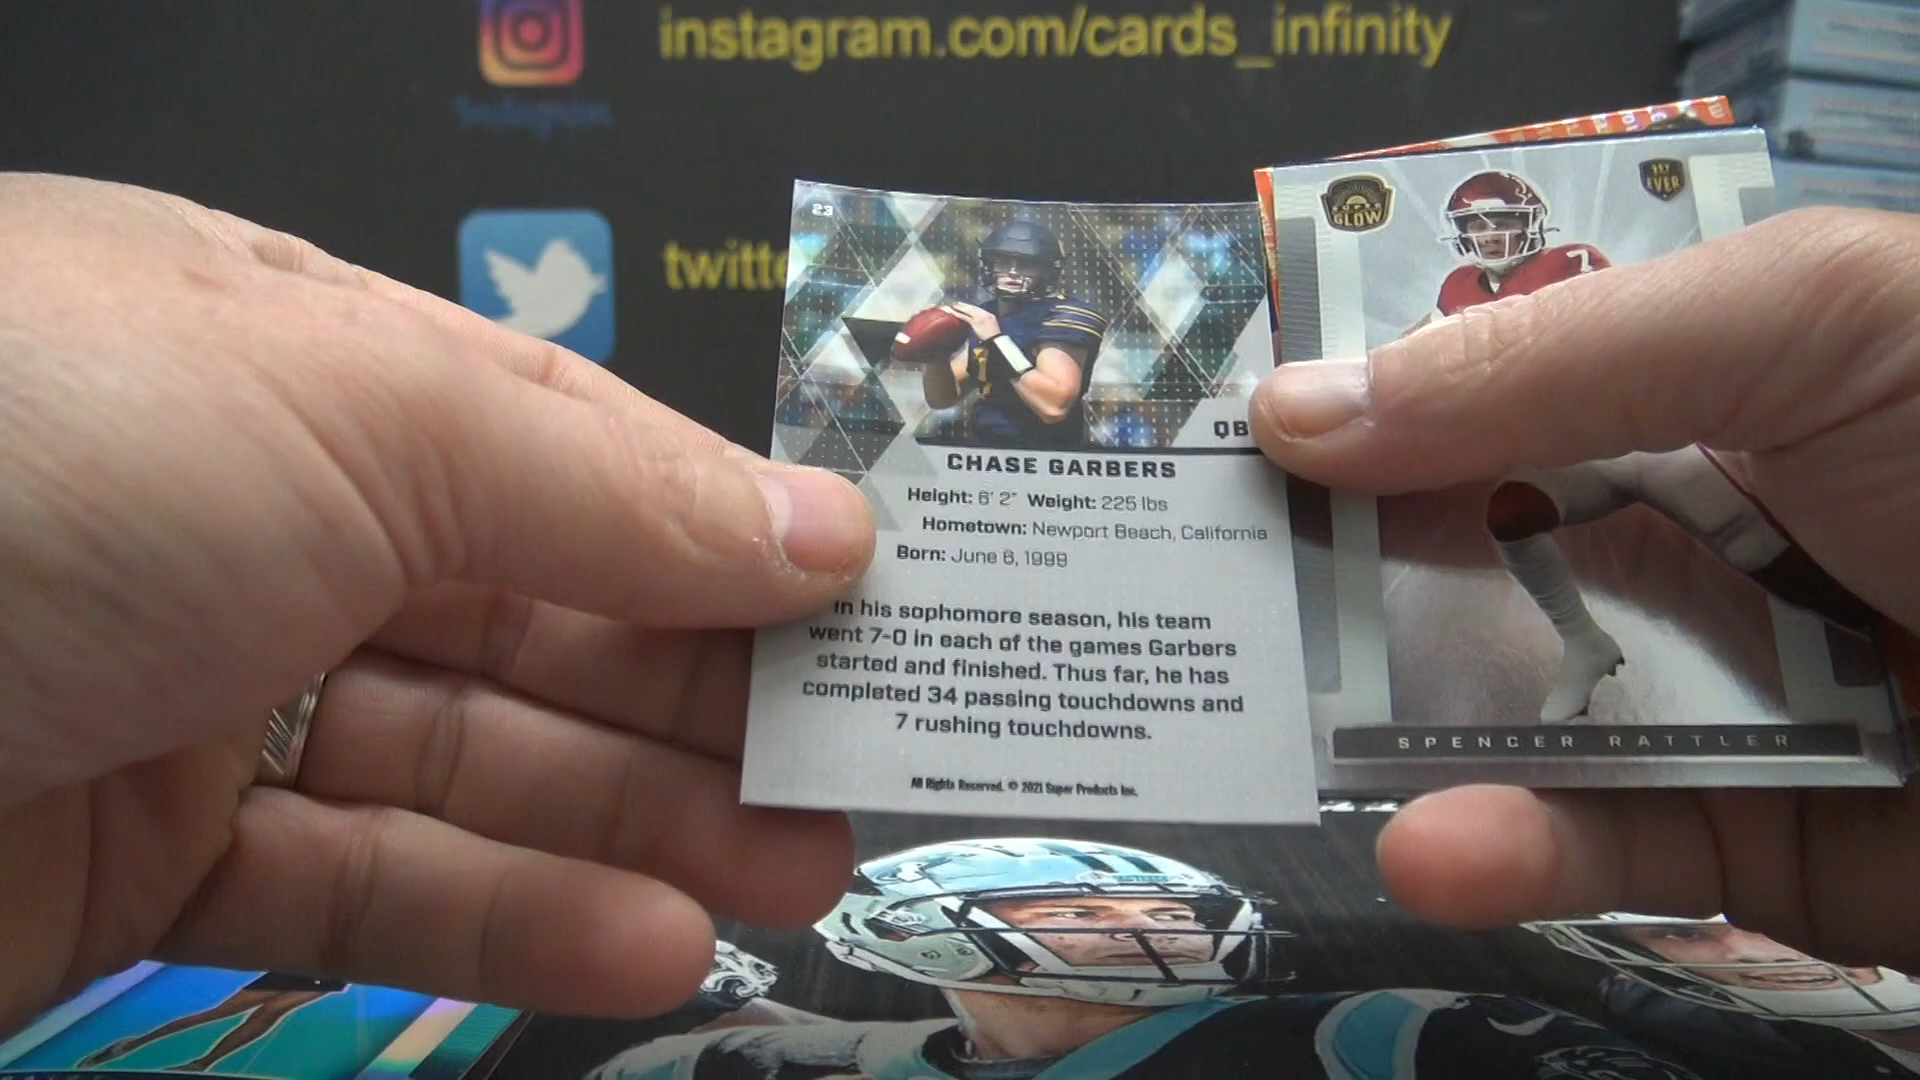 instagram.com/cards_infinity
Instagram
twitte
23
QB
CHASE GARBERS
Height: 6' 2" Weight: 225 lbs
Hometown: Newport Beach, California
Born: June 6, 1999
In his sophomore season, his team
went 7-0 in each of the games Garbers
started and finished. Thus far, he has
completed 34 passing touchdowns and
7 rushing touchdowns.
All Rights Reserved. © 2021 Super Products Inc.
SUPER
GLOW
1ST
EVER
7
SPENCER RATTLER